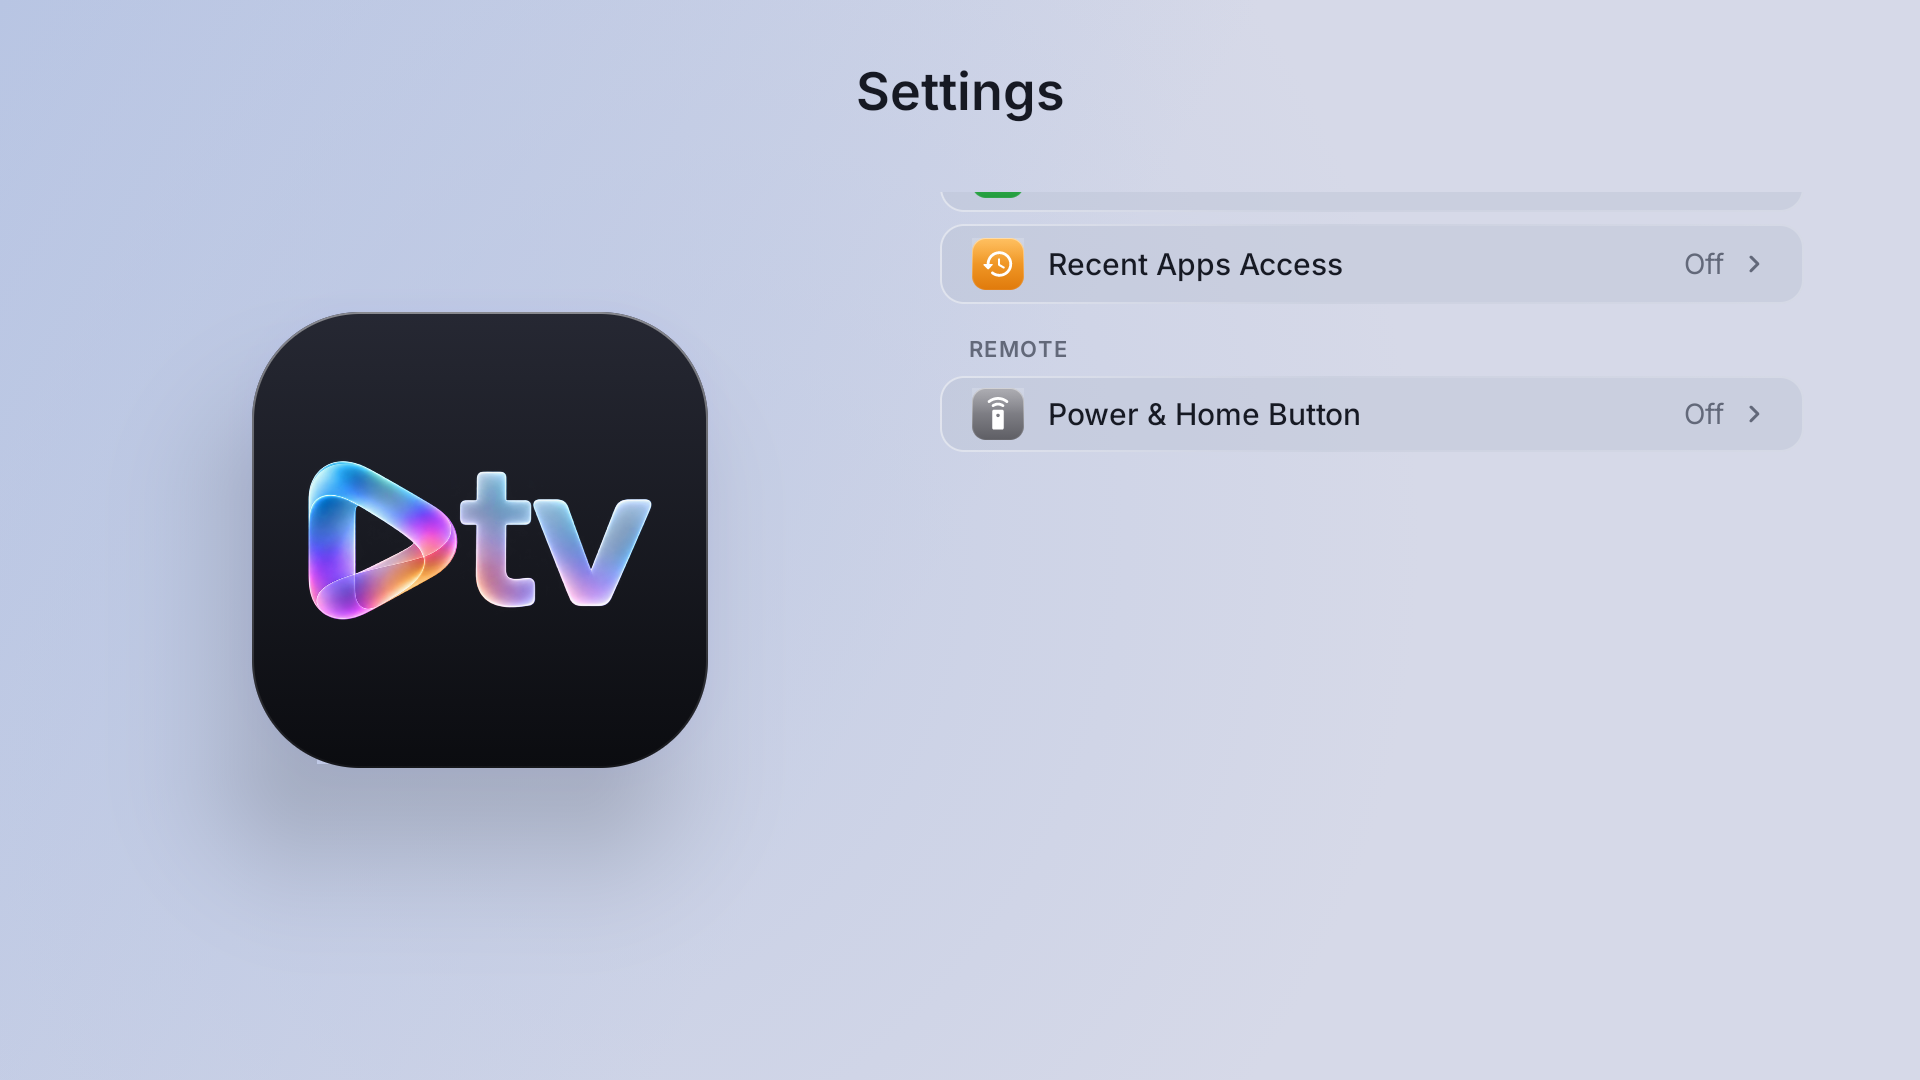 Settings
Recent Apps Access
Off
REMOTE
Power & Home Button
Off
tv